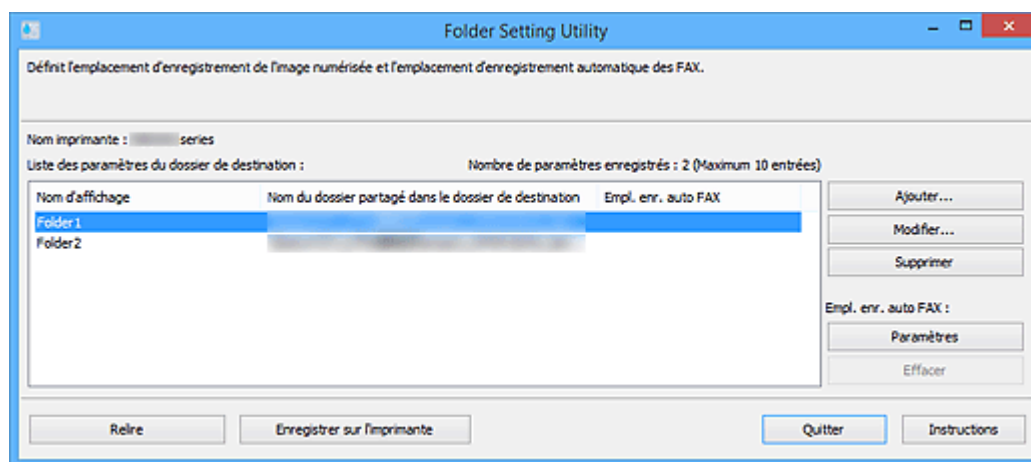 Folder Setting Utility
Définit l'emplacement d'enregistrement de l'image numérisée et l'emplacement d'enregistrement automatique des FAX.
Nom imprimante : series
Liste des paramètres du dossier de destination : Nombre de paramètres enregistrés : 2 (Maximum 10 entrées)
Nom d'affichage Nom du dossier partagé dans le dossier de destination Empl. enr. auto FAX
Folder1
Folder2
Ajouter...
Modifier...
Supprimer
Empl. enr. auto FAX :
Paramètres
Effacer
Relire Enregistrer sur l'imprimante Quitter Instructions